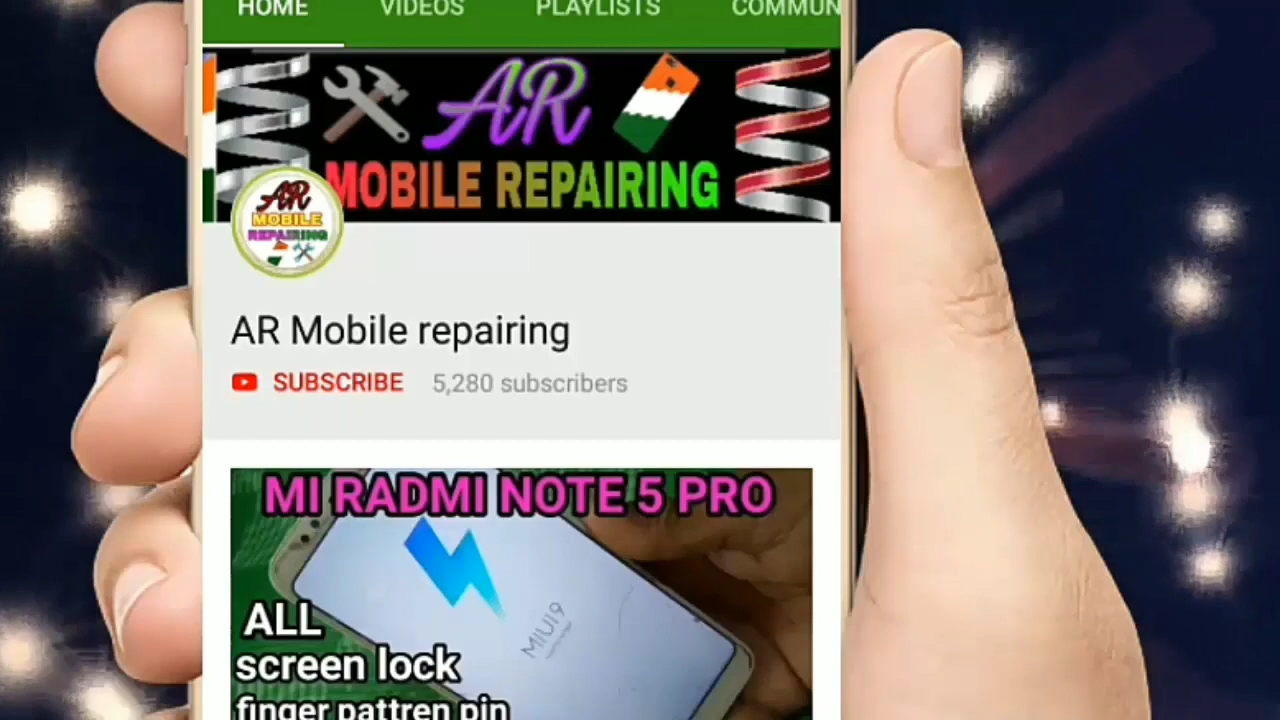 HOME VIDEOS PLAYLISTS COMMUN
AR
MOBILE REPAIRING
AR
MOBILE
REPAIRING
AR Mobile repairing
SUBSCRIBE 5,280 subscribers
MI RADMI NOTE 5 PRO
MIUI9
ALL
screen lock
finger pattren pin